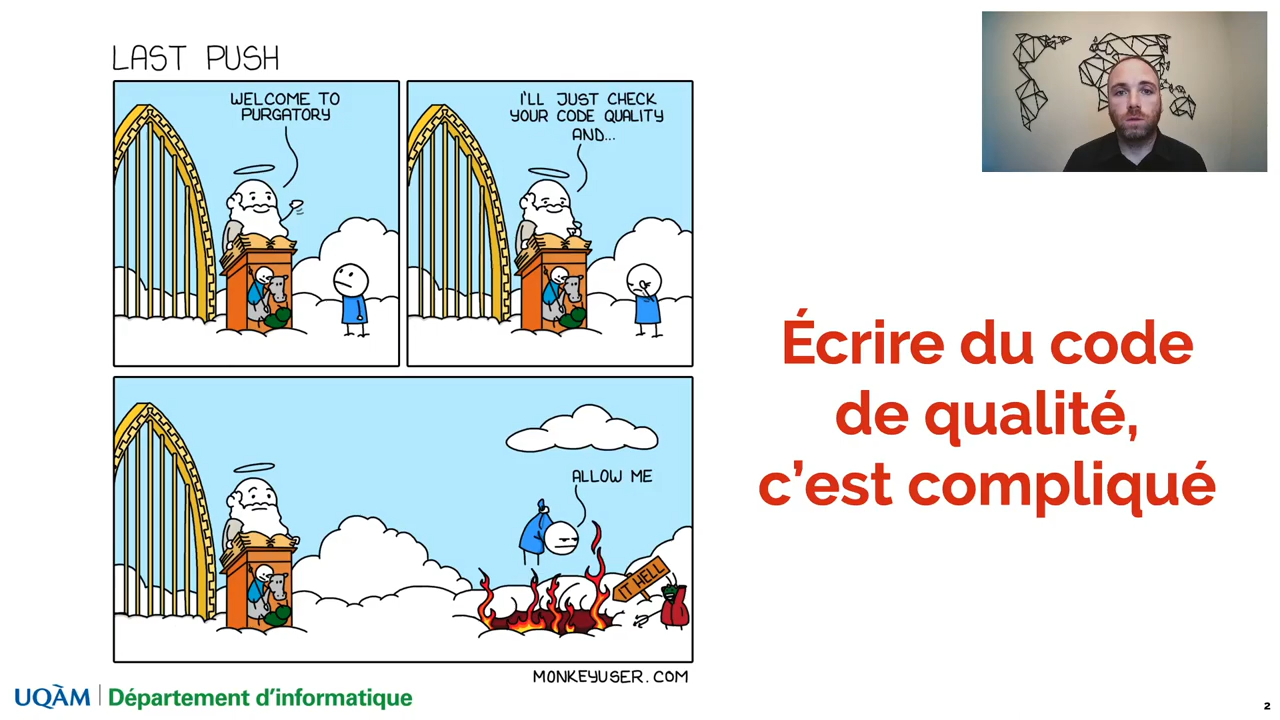 LAST PUSH
WELCOME TO
PURGATORY
I'LL JUST CHECK
YOUR CODE QUALITY
AND...
ALLOW ME
IT HELL
MONKEYUSER.COM
Écrire du code
de qualité,
c'est compliqué
UQÀM | Département d'informatique
2